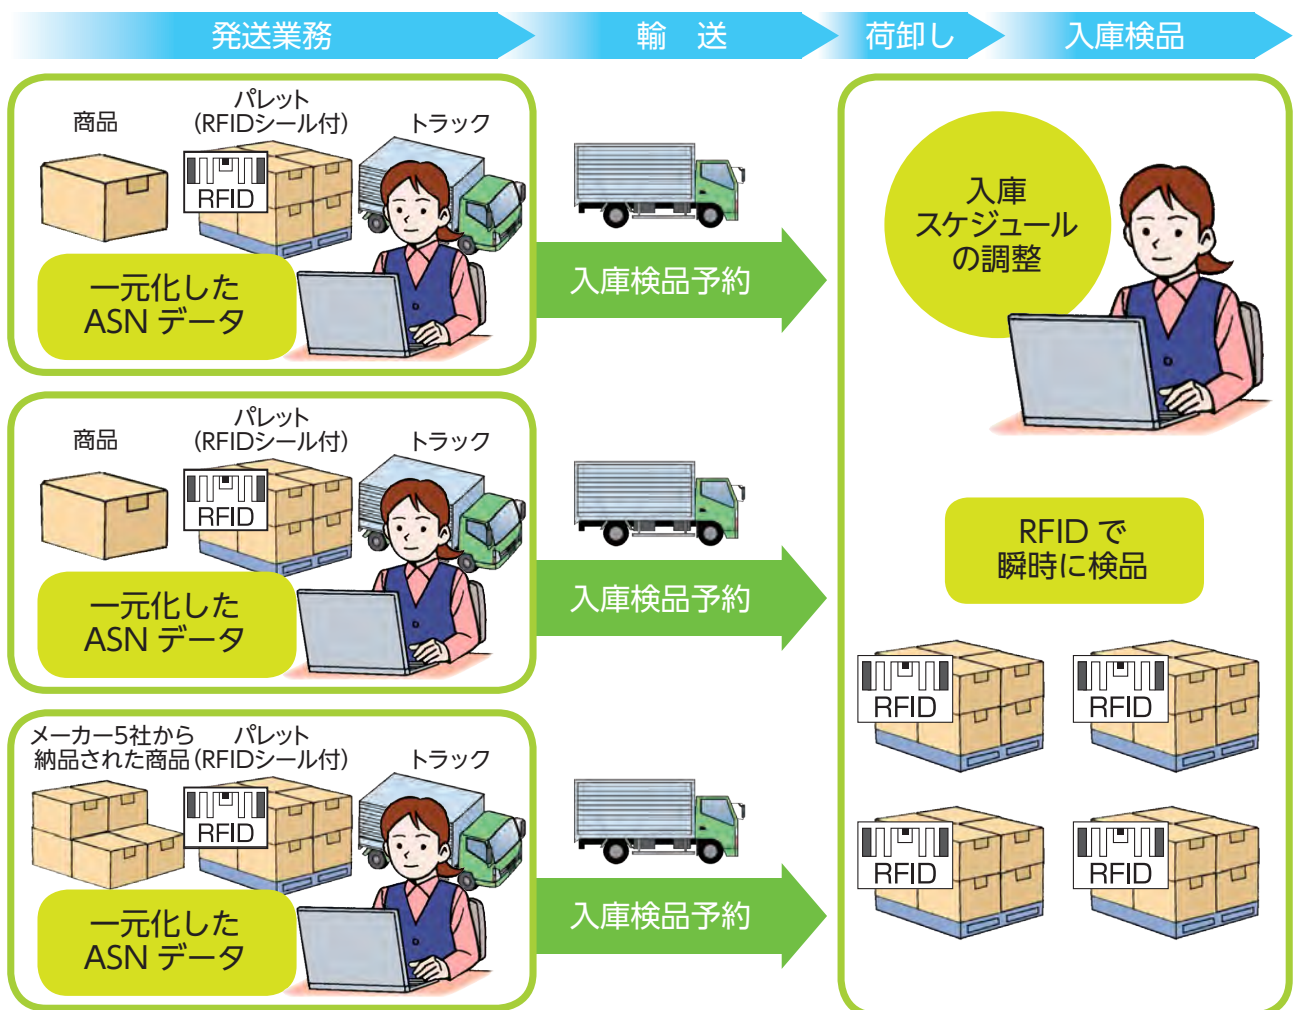 発送業務
輸 送
荷卸し
入庫検品
商品
パレット
(RFIDシール付)
トラック
RFID
一元化した
ASN データ
入庫検品予約
商品
パレット
(RFIDシール付)
トラック
RFID
一元化した
ASN データ
入庫検品予約
メーカー5社から
納品された商品
パレット
(RFIDシール付)
トラック
RFID
一元化した
ASN データ
入庫検品予約
入庫
スケジュール
の調整
RFID で
瞬時に検品
RFID
RFID
RFID
RFID